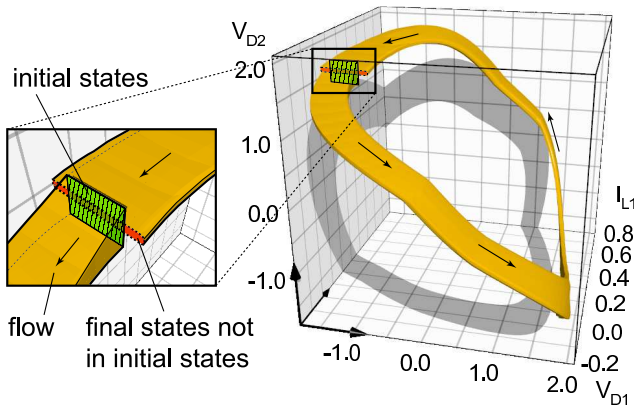 V_D2
2.0
1.0
0.0
-1.0
initial states
flow
final states not
in initial states
I_L1
0.8
0.6
0.4
0.2
0.0
-0.2
-1.0
0.0
1.0
2.0
V_D1